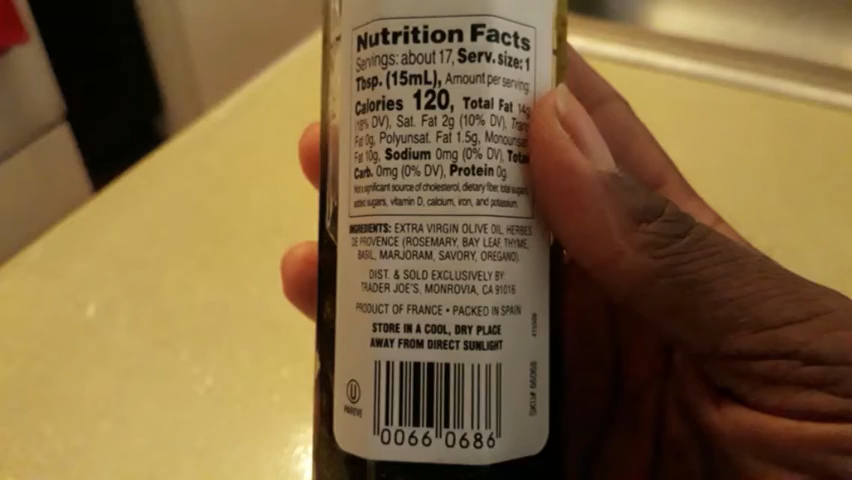 Nutrition Facts
Servings: about 17, Serv. size: 1
Tbsp. (15mL), Amount per serving:
Calories 120, Total Fat 14g
(18% DV), Sat. Fat 2g (10% DV), Trans
Fat 0g, Polyunsat. Fat 1.5g, Monounsat.
Fat 10g, Sodium 0mg (0% DV), Total
Carb. 0mg (0% DV), Protein 0g.
Not a significant source of cholesterol, dietary fiber, total sugars,
added sugars, vitamin D, calcium, iron, and potassium.
INGREDIENTS: EXTRA VIRGIN OLIVE OIL, HERBES
DE PROVENCE (ROSEMARY, BAY LEAF, THYME,
BASIL, MARJORAM, SAVORY, OREGANO).
DIST. & SOLD EXCLUSIVELY BY:
TRADER JOE'S, MONROVIA, CA 91016
PRODUCT OF FRANCE • PACKED IN SPAIN
STORE IN A COOL, DRY PLACE
AWAY FROM DIRECT SUNLIGHT
U
PAREVE
0066 0686
SKU# 66068